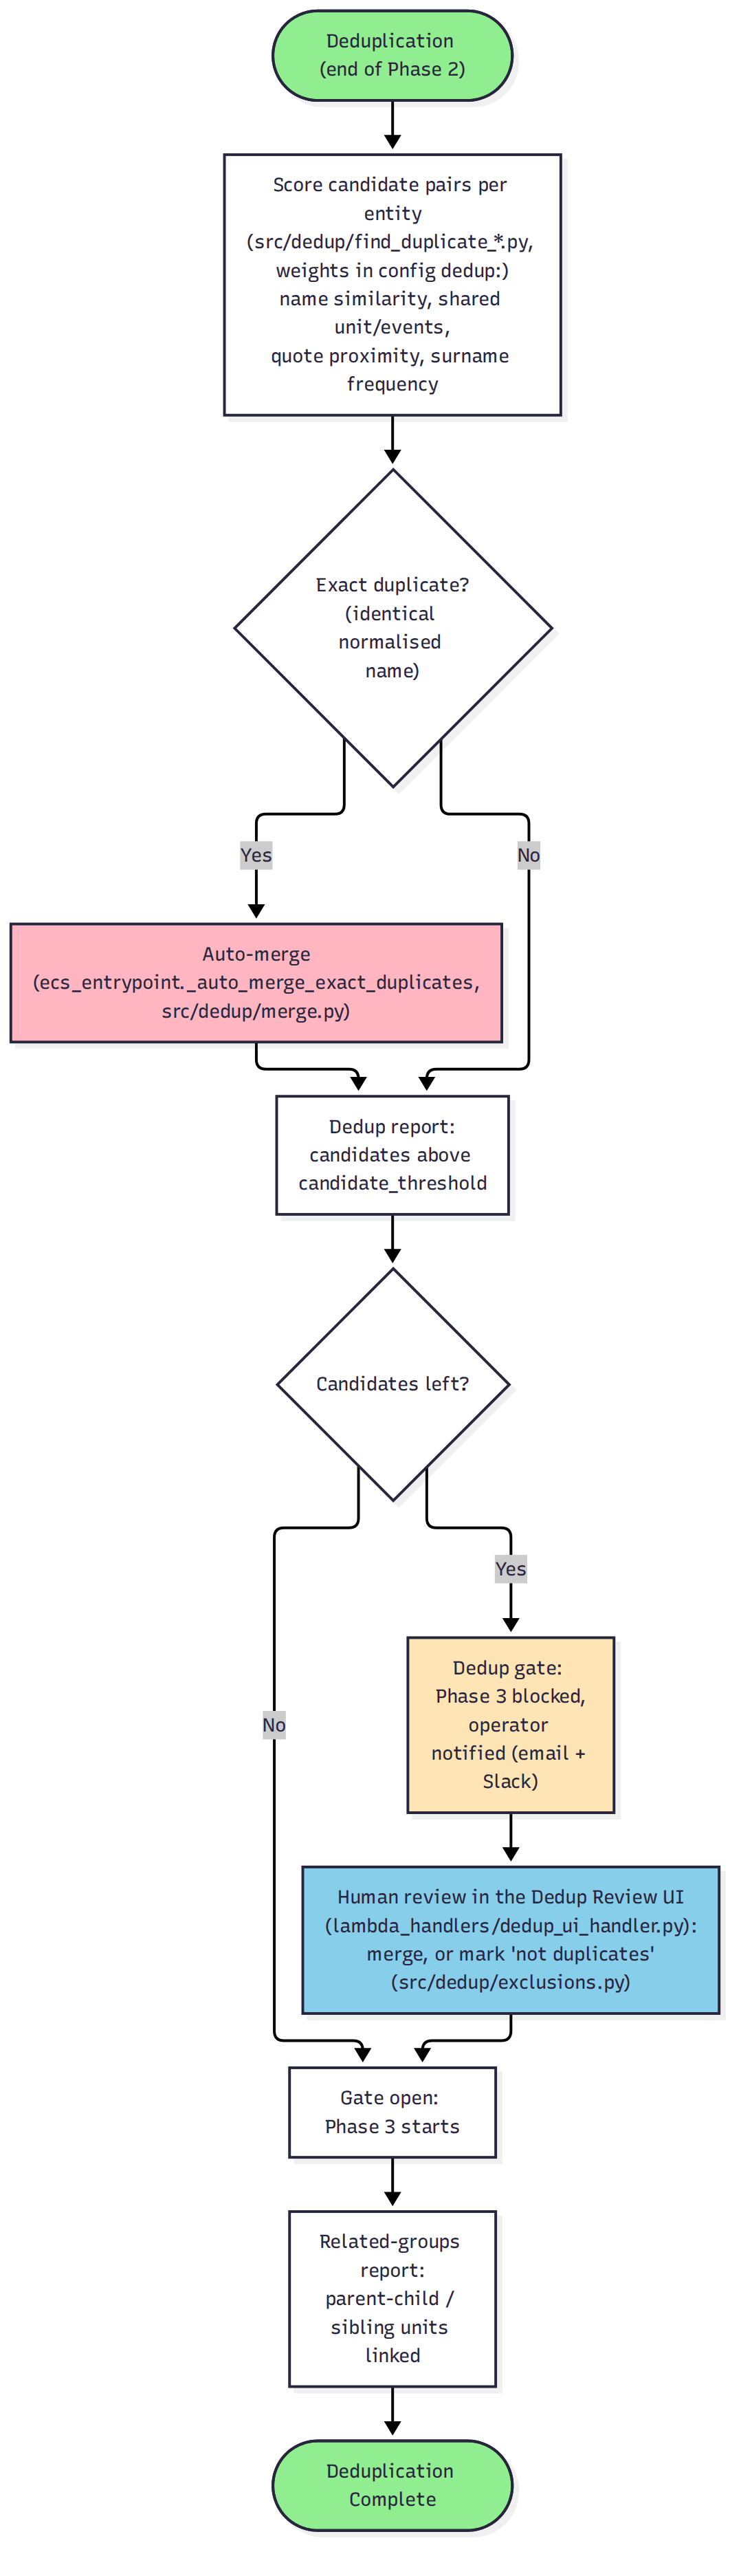 Deduplication
(end of Phase 2)
Score candidate pairs per
entity
(src/dedup/find_duplicate_*.py,
weights in config dedup:)
name similarity, shared
unit/events,
quote proximity, surname
frequency
Exact duplicate?
(identical
normalised
name)
Yes
No
Auto-merge
(ecs_entrypoint._auto_merge_exact_duplicates,
src/dedup/merge.py)
Dedup report:
candidates above
candidate_threshold
Candidates left?
Yes
Dedup gate:
Phase 3 blocked,
operator
notified (email +
Slack)
No
Human review in the Dedup Review UI
(lambda_handlers/dedup_ui_handler.py):
merge, or mark 'not duplicates'
(src/dedup/exclusions.py)
Gate open:
Phase 3 starts
Related-groups
report:
parent-child /
sibling units
linked
Deduplication
Complete